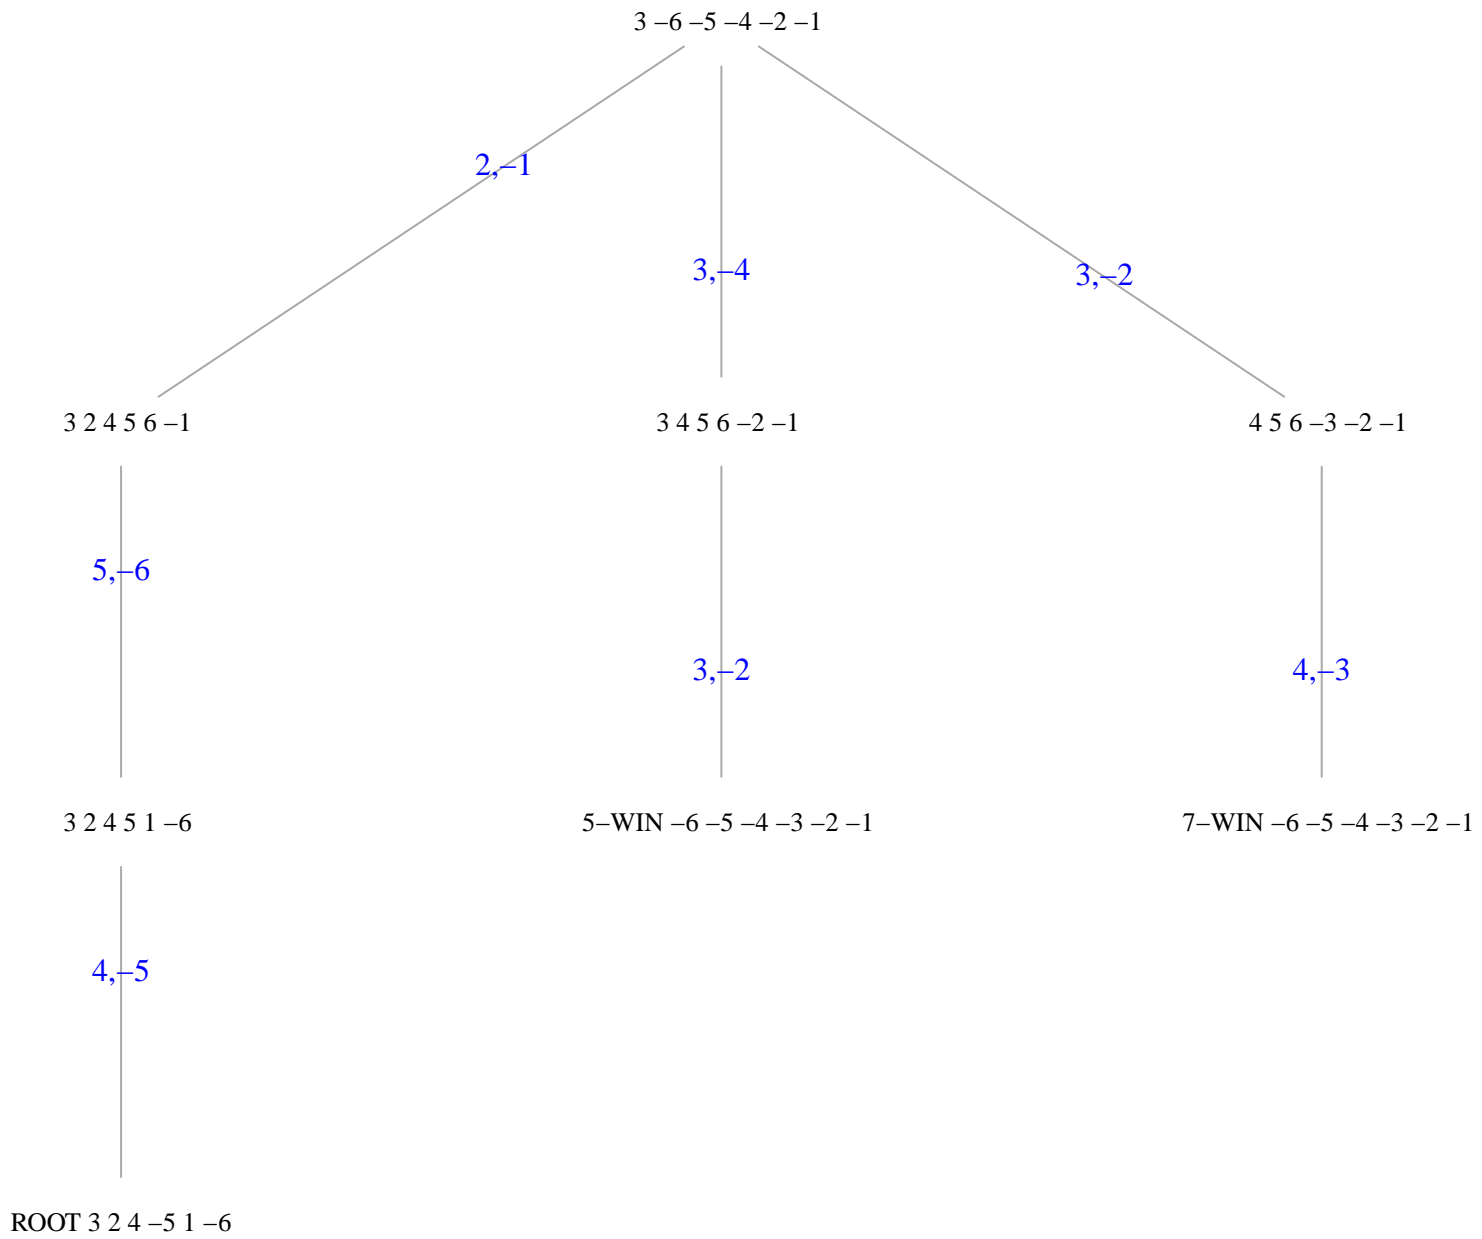 3 –6 –5 –4 –2 –1
2,–1
3,–4
3,–2
3 2 4 5 6 –1
3 4 5 6 –2 –1
4 5 6 –3 –2 –1
5,–6
3,–2
4,–3
3 2 4 5 1 –6
5–WIN –6 –5 –4 –3 –2 –1
7–WIN –6 –5 –4 –3 –2 –1
4,–5
ROOT 3 2 4 –5 1 –6